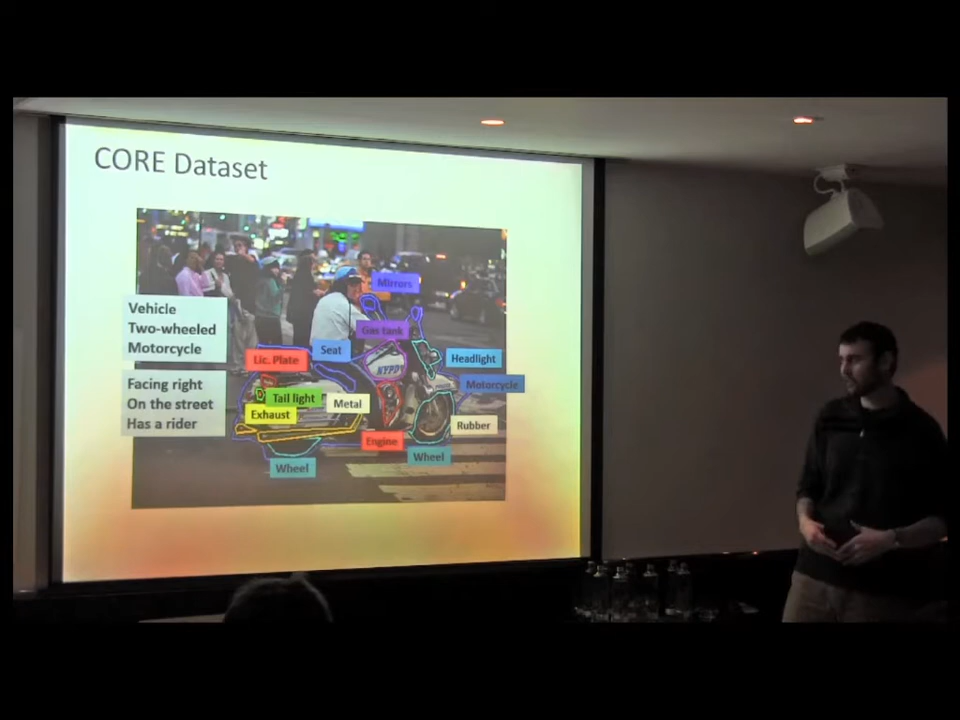 CORE Dataset
Mirrors
Vehicle
Two-wheeled
Motorcycle
Gas tank
Seat
Lic. Plate
Headlight
NYPD
Facing right
On the street
Has a rider
Motorcycle
Tail light
Metal
Exhaust
Rubber
Engine
Wheel
Wheel